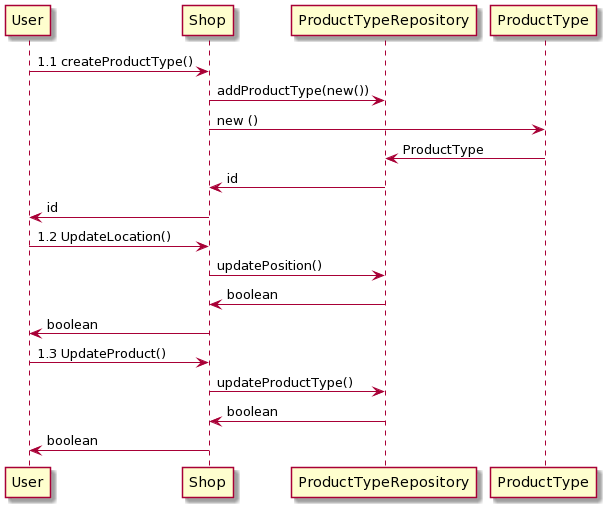 User Shop ProductTypeRepository ProductType
1.1 createProductType()
addProductType(new())
new ()
ProductType
id
id
1.2 UpdateLocation()
updatePosition()
boolean
boolean
1.3 UpdateProduct()
updateProductType()
boolean
boolean
User Shop ProductTypeRepository ProductType